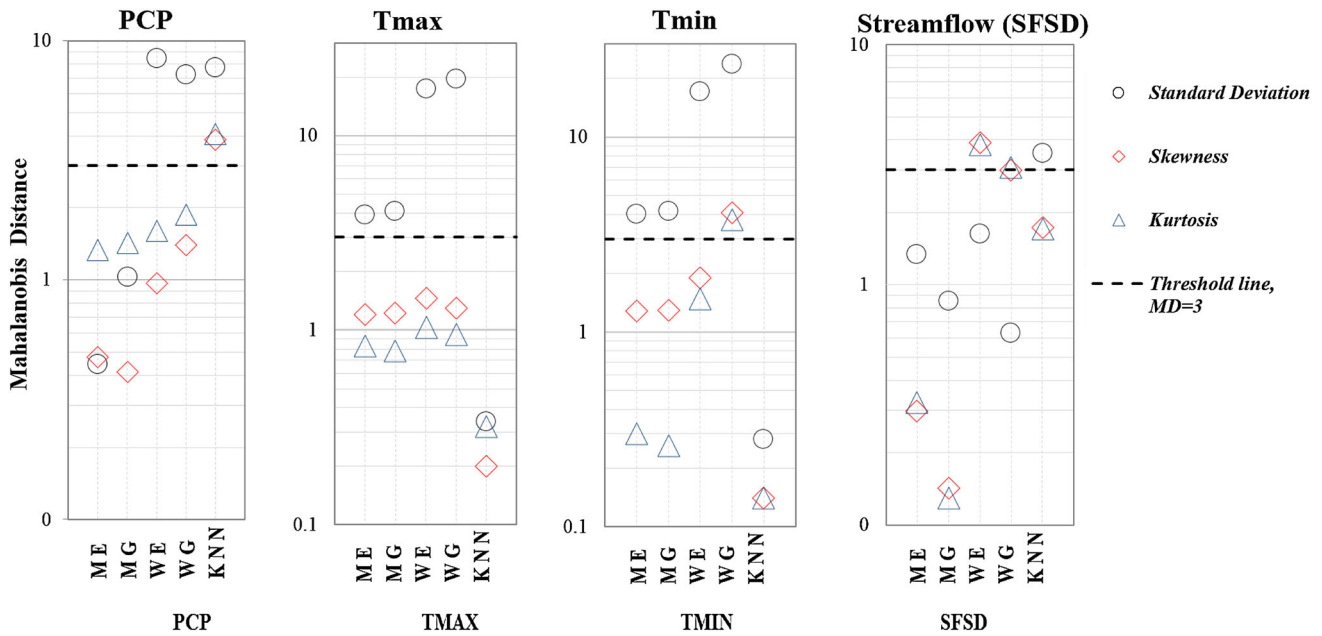 PCP
Tmax
Tmin
Streamflow (SFSD)
Mahalanobis Distance
10
1
0
10
1
0.1
10
1
0.1
10
1
0
Standard Deviation
Skewness
Kurtosis
Threshold line,
MD=3
ME
MG
WE
WG
KNN
ME
MG
WE
WG
KNN
ME
MG
WE
WG
KNN
ME
MG
WE
WG
KNN
PCP
TMAX
TMIN
SFSD